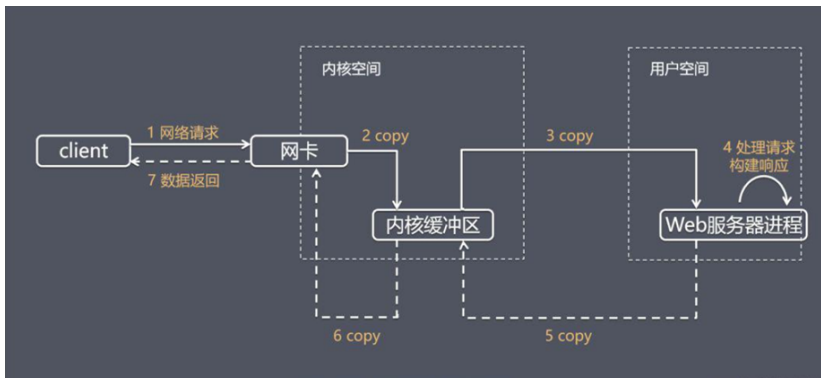 内核空间
用户空间
1 网络请求
2 copy
3 copy
4 处理请求
构建响应
client
网卡
7 数据返回
内核缓冲区
Web服务器进程
6 copy
5 copy